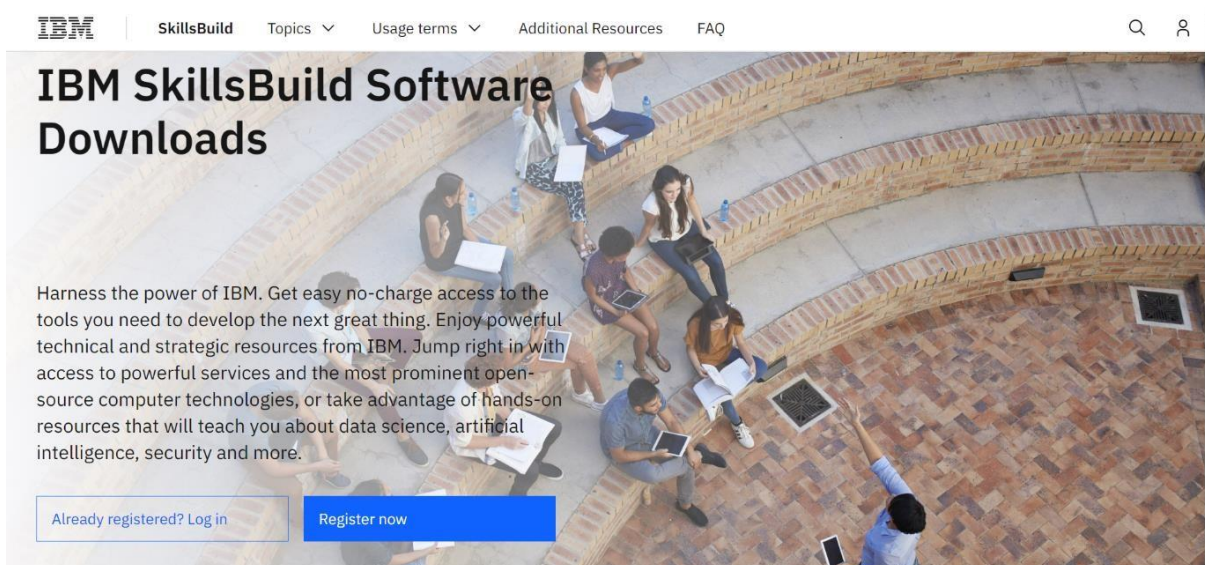 IBM
SkillsBuild
Topics
Usage terms
Additional Resources
FAQ
IBM SkillsBuild Software
Downloads
Harness the power of IBM. Get easy no-charge access to the
tools you need to develop the next great thing. Enjoy powerful
technical and strategic resources from IBM. Jump right in with
access to powerful services and the most prominent open-
source computer technologies, or take advantage of hands-on
resources that will teach you about data science, artificial
intelligence, security and more.
Already registered? Log in
Register now